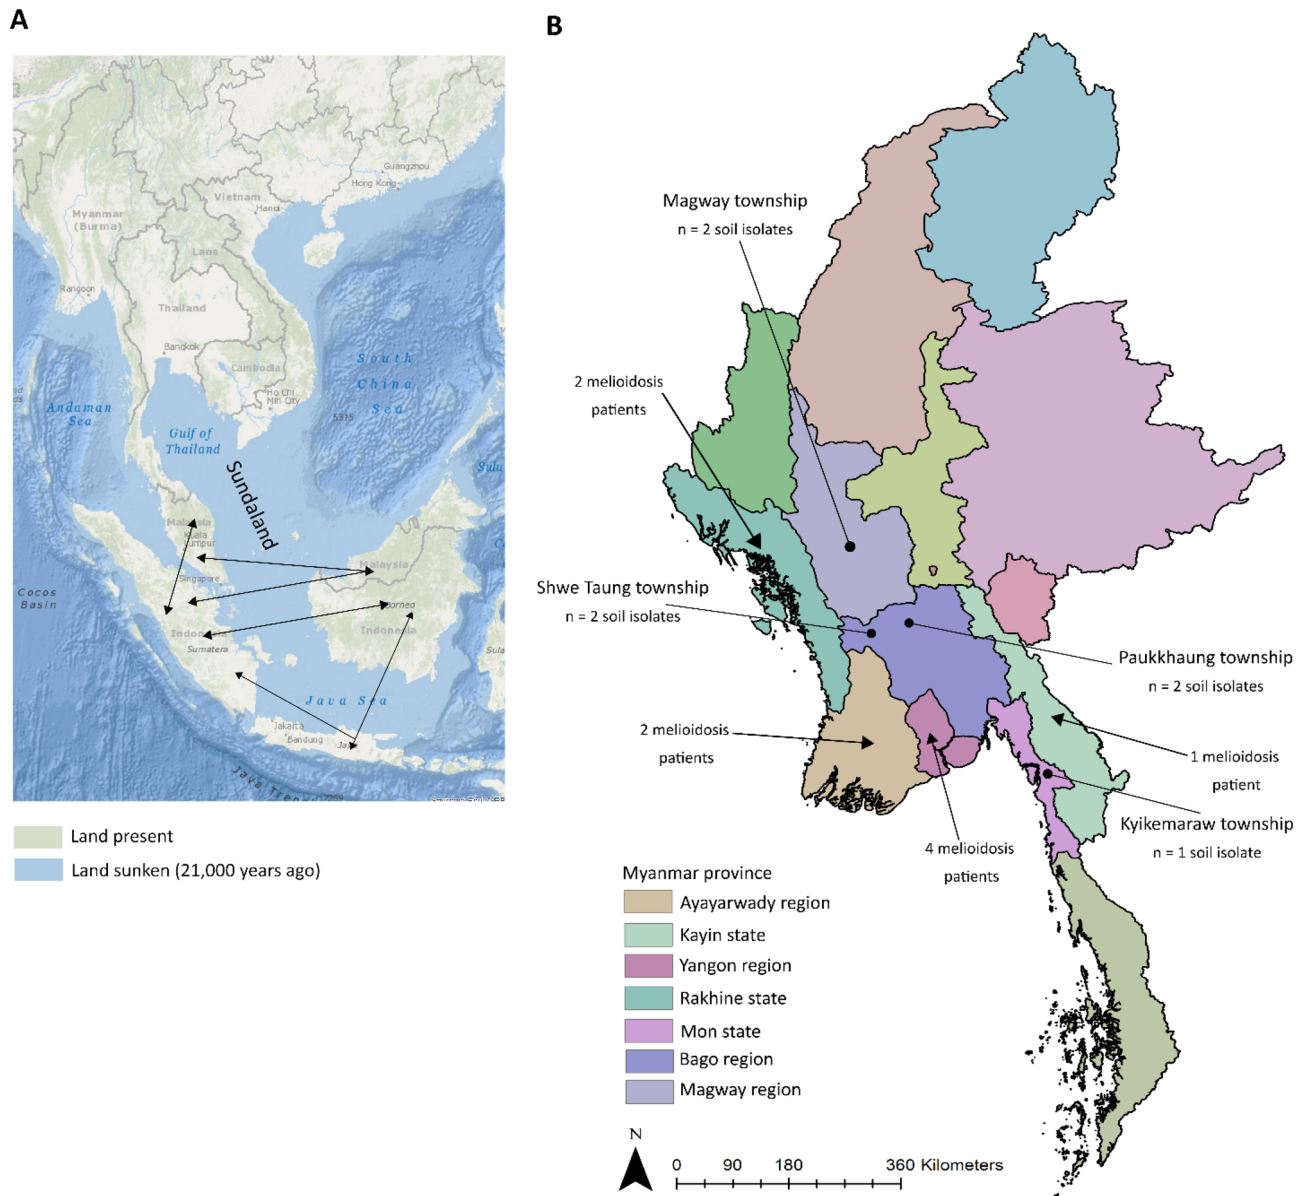 A
Guangzhou
Hong Kong
Vietnam
Hanoi
Myanmar
(Burma)
Laos
Rangoon
Thailand
Bangkok
Cambodia
Ho Chi
Min City
South
China
Sea
5395
Andaman
Sea
Gulf of
Thailand
Sulu
Sundaland
Malaysia
Kuala
Lumpur
Singapore
Malaysia
Cocos
Basin
Borneo
Indonesia
Indonesia
Sumatera
Java Sea
Jakarta
Bandung
Java
Land present
Land sunken (21,000 years ago)
B
Magway township
n = 2 soil isolates
2 melioidosis
patients
Shwe Taung township
n = 2 soil isolates
Paukkhaung township
n = 2 soil isolates
2 melioidosis
patients
1 melioidosis
patient
Kyikemaraw township
n = 1 soil isolate
4 melioidosis
patients
Myanmar province
Ayayarwady region
Kayin state
Yangon region
Rakhine state
Mon state
Bago region
Magway region
N
0 90 180 360 Kilometers